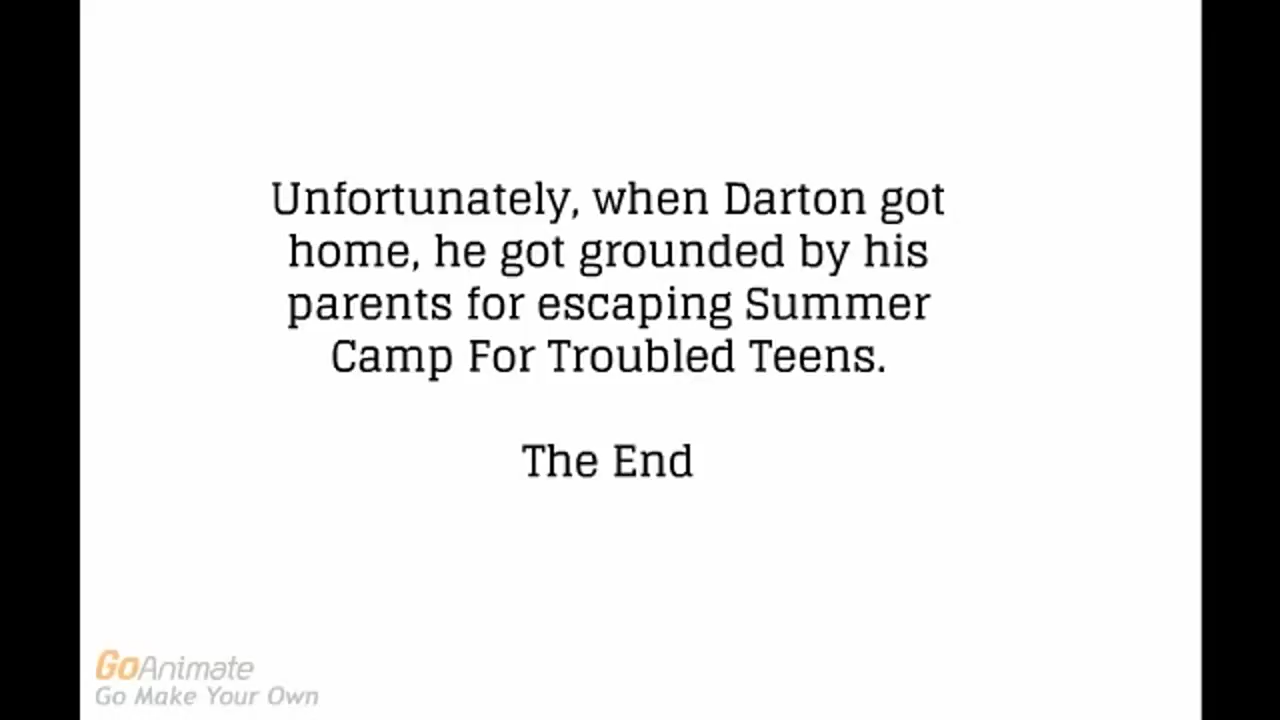 Unfortunately, when Darton got
home, he got grounded by his
parents for escaping Summer
Camp For Troubled Teens.
The End
GoAnimate
Go Make Your Own